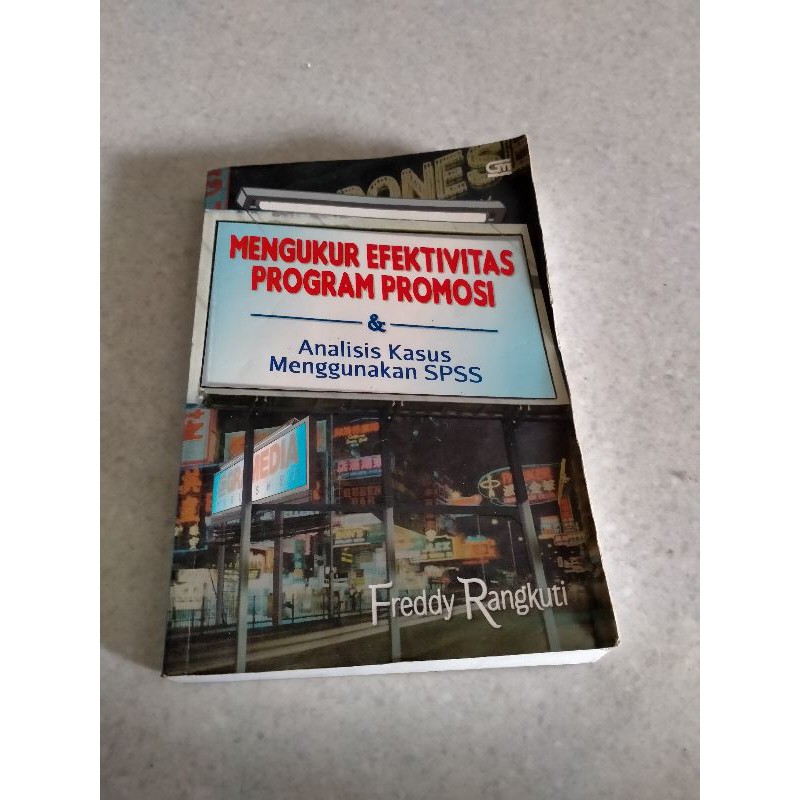 MENGUKUR EFEKTIVITAS
PROGRAM PROMOSI
&
Analisis Kasus
Menggunakan SPSS
Freddy Rangkuti